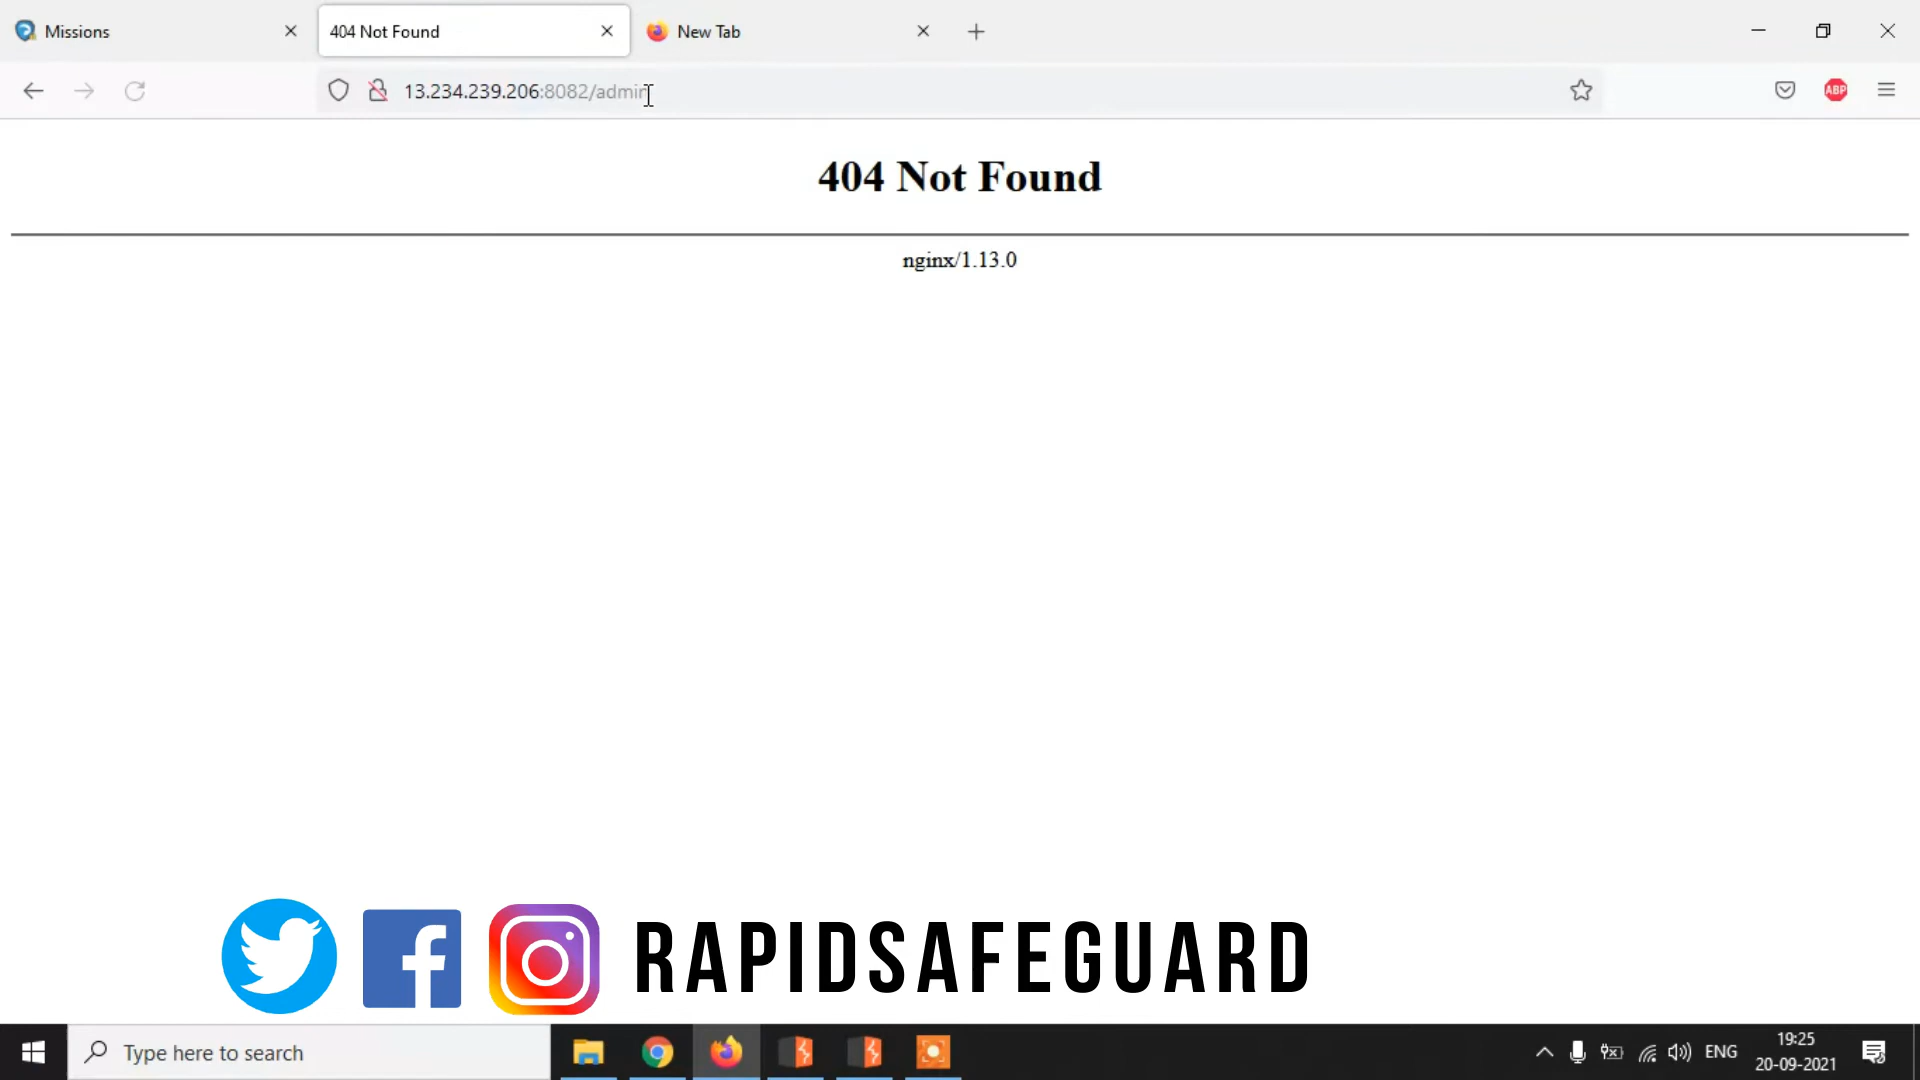 Missions
404 Not Found
New Tab
13.234.239.206:8082/admin
ABP
404 Not Found
nginx/1.13.0
RAPIDSAFEGUARD
Type here to search
ENG
19:25
20-09-2021